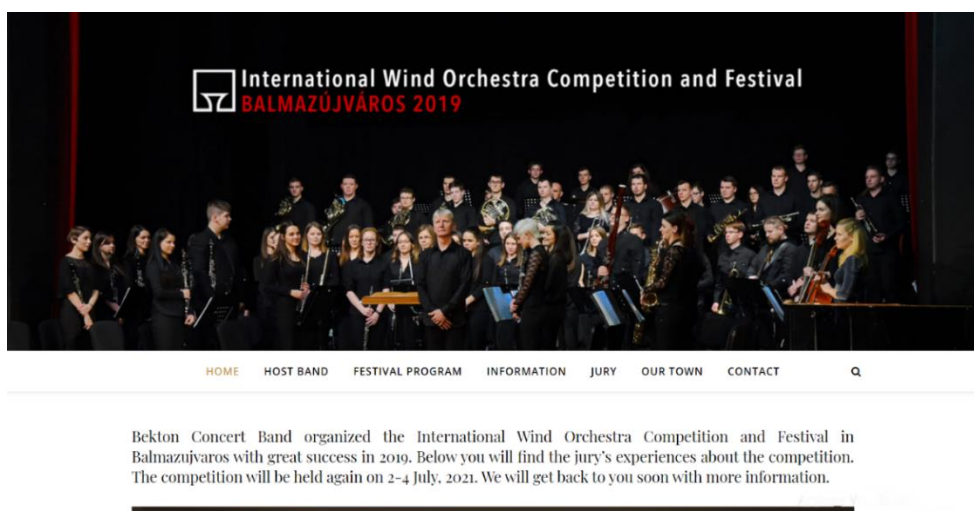 International Wind Orchestra Competition and Festival
BALMAZÚJVÁROS 2019
HOME HOST BAND FESTIVAL PROGRAM INFORMATION JURY OUR TOWN CONTACT
Bekton Concert Band organized the International Wind Orchestra Competition and Festival in
Balmazujvaros with great success in 2019. Below you will find the jury's experiences about the competition.
The competition will be held again on 2-4 July, 2021. We will get back to you soon with more information.